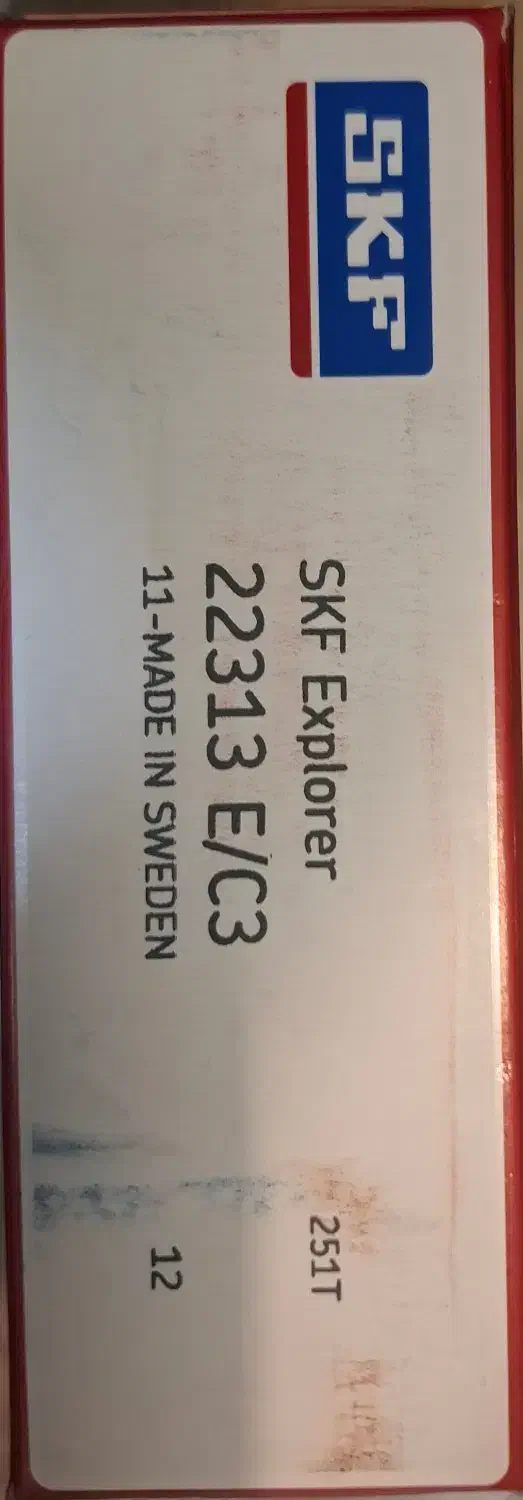 SKF
SKF Explorer
251T
22313 E/C3
11-MADE IN SWEDEN
12